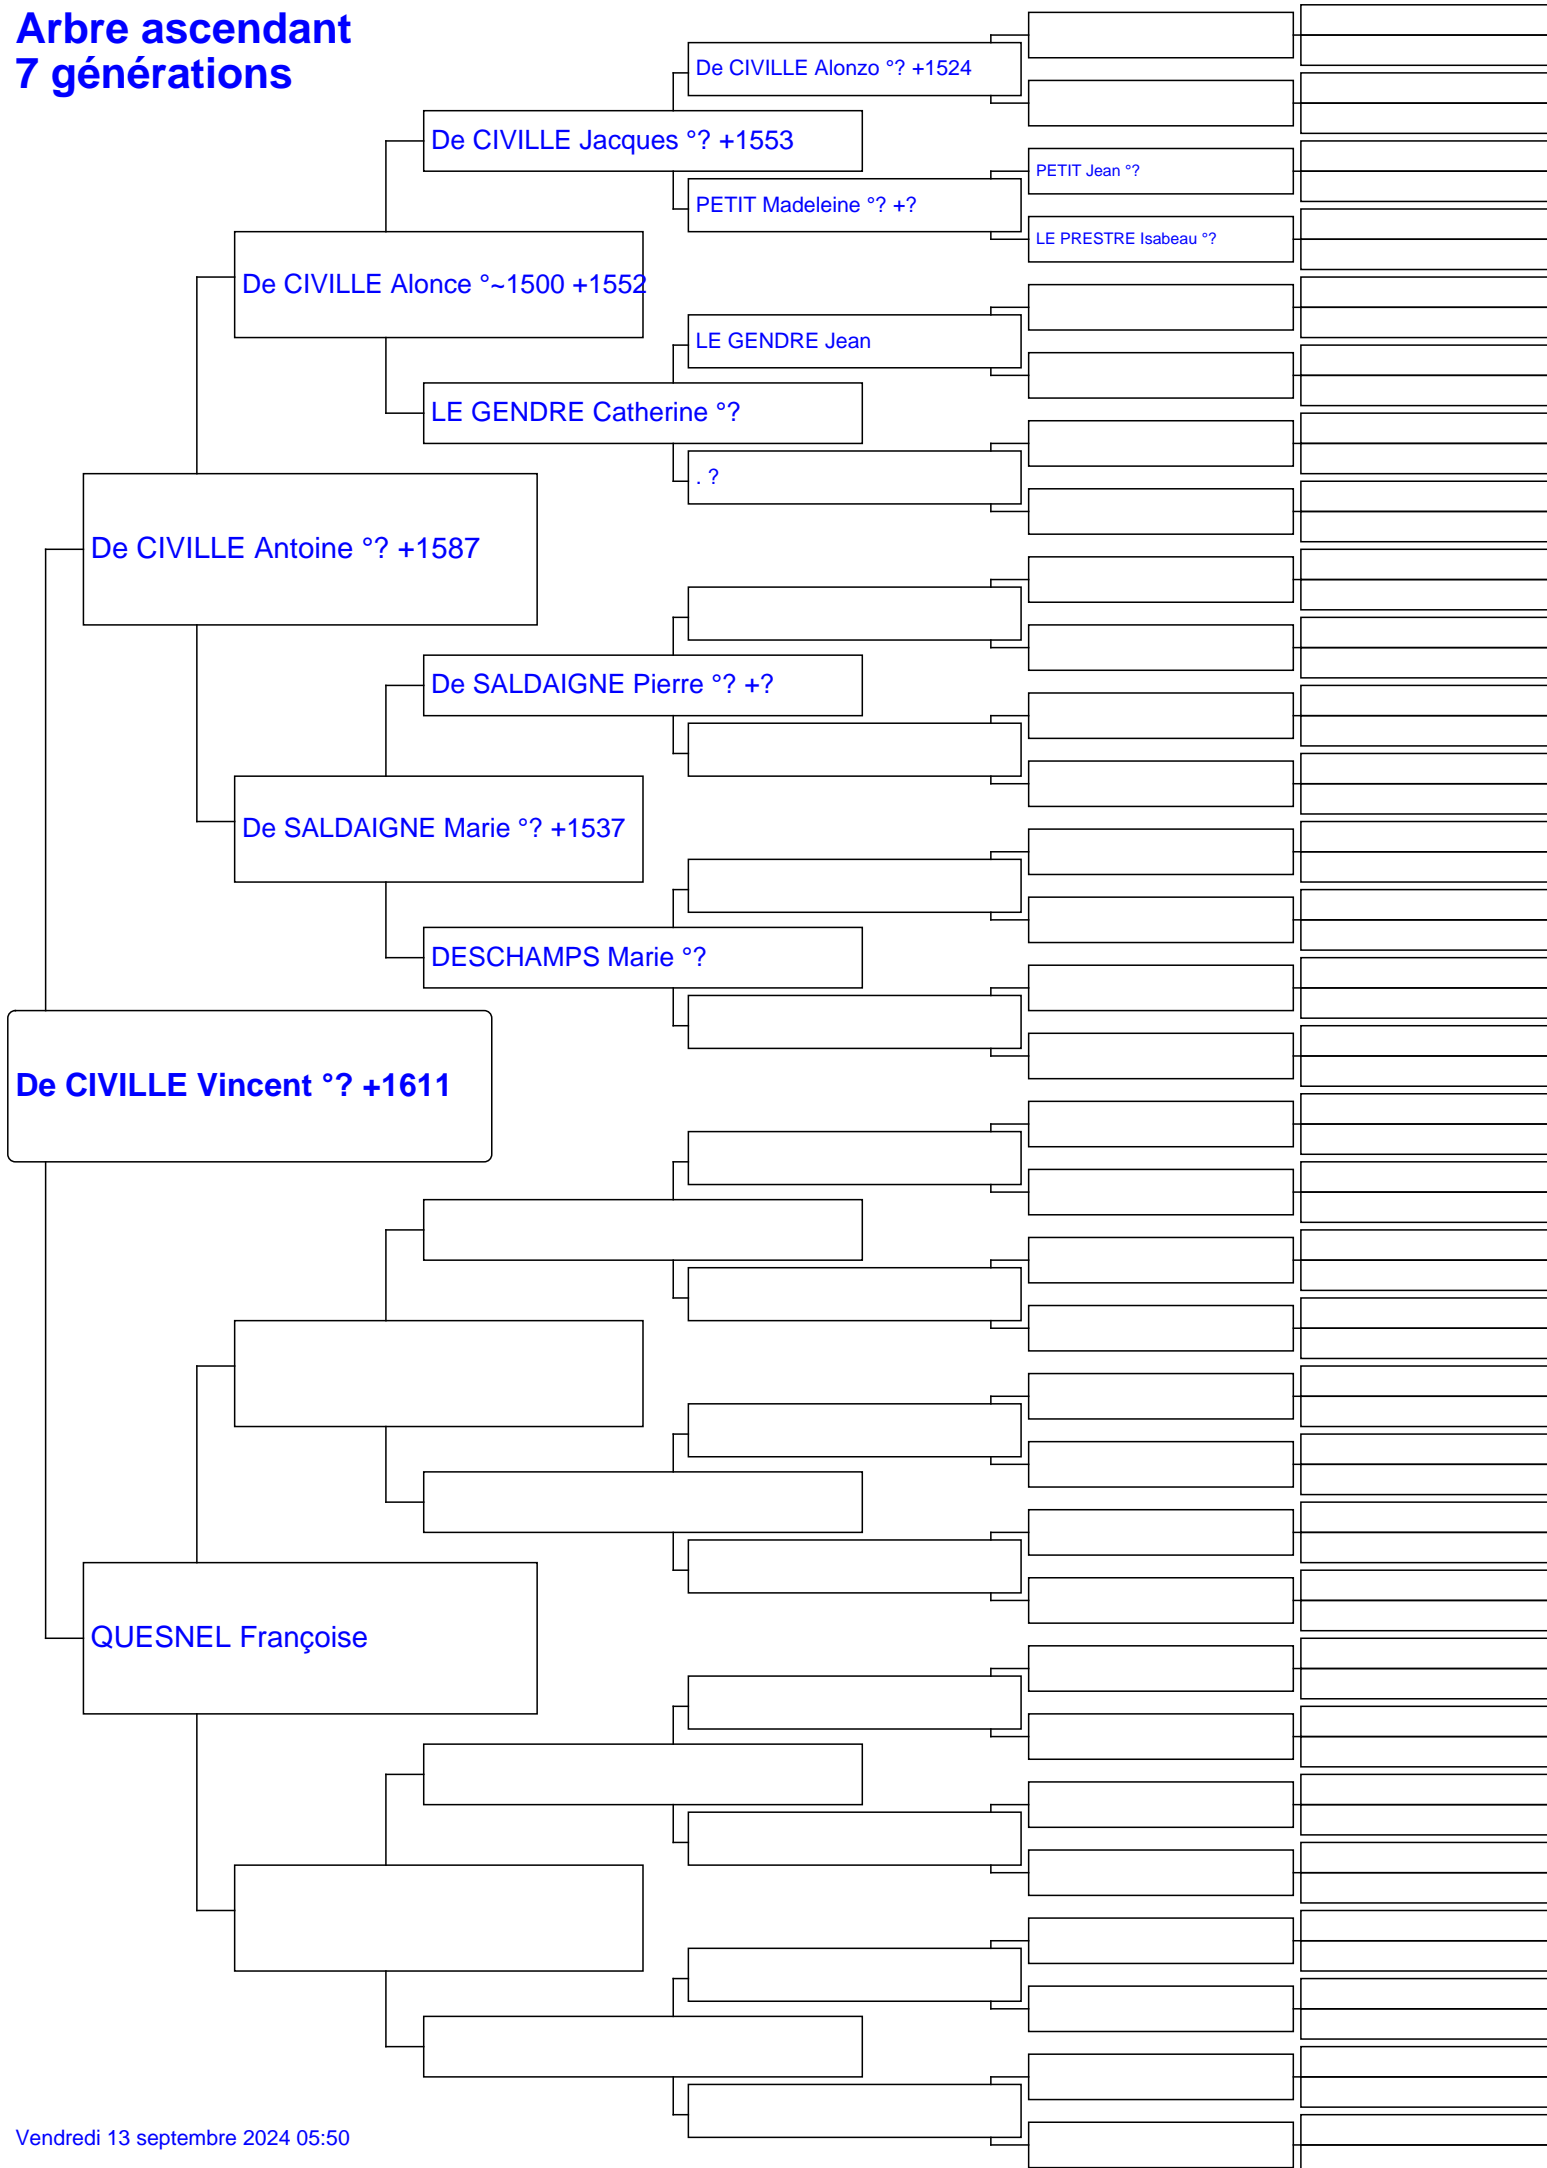 Arbre ascendant
7 générations
De CIVILLE Alonzo °? +1524
De CIVILLE Jacques °? +1553
PETIT Jean °?
PETIT Madeleine °? +?
LE PRESTRE Isabeau °?
De CIVILLE Alonce °~1500 +1552
LE GENDRE Jean
LE GENDRE Catherine °?
. ?
De CIVILLE Antoine °? +1587
De SALDAIGNE Pierre °? +?
De SALDAIGNE Marie °? +1537
DESCHAMPS Marie °?
De CIVILLE Vincent °? +1611
QUESNEL Françoise
Vendredi 13 septembre 2024 05:50